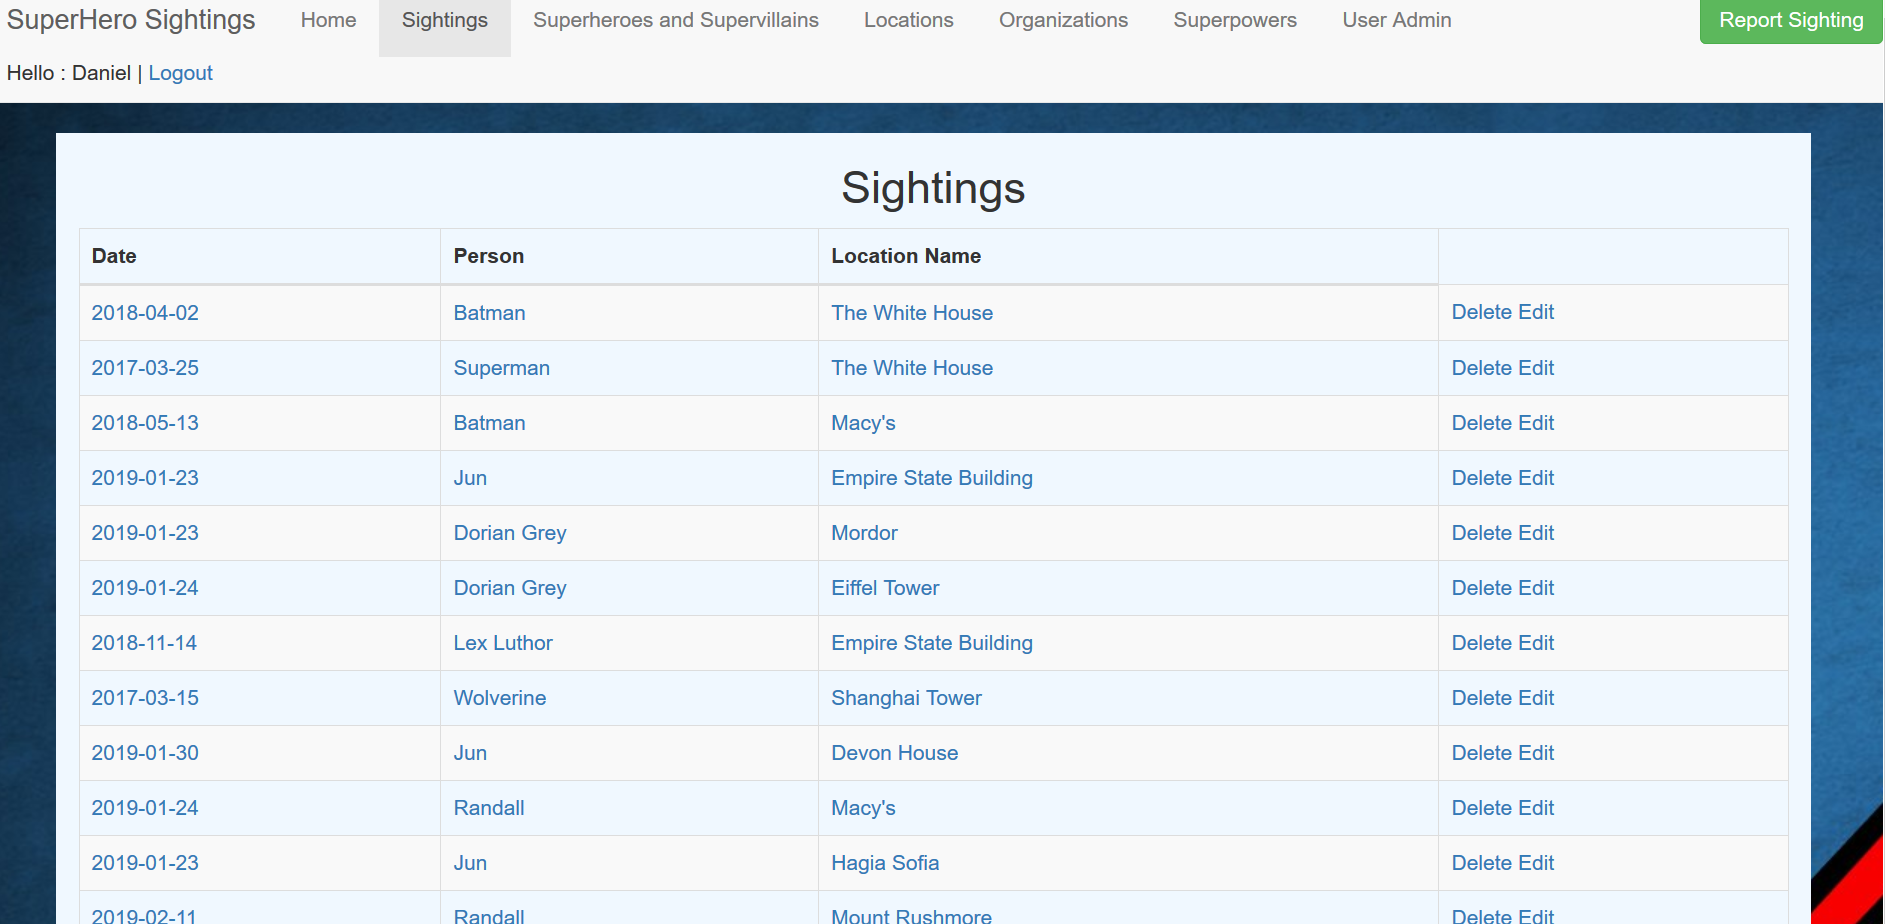 SuperHero Sightings Home Sightings Superheroes and Supervillains Locations Organizations Superpowers User Admin Report Sighting
Hello : Daniel | Logout
Sightings
Date Person Location Name
2018-04-02 Batman The White House Delete Edit
2017-03-25 Superman The White House Delete Edit
2018-05-13 Batman Macy's Delete Edit
2019-01-23 Jun Empire State Building Delete Edit
2019-01-23 Dorian Grey Mordor Delete Edit
2019-01-24 Dorian Grey Eiffel Tower Delete Edit
2018-11-14 Lex Luthor Empire State Building Delete Edit
2017-03-15 Wolverine Shanghai Tower Delete Edit
2019-01-30 Jun Devon House Delete Edit
2019-01-24 Randall Macy's Delete Edit
2019-01-23 Jun Hagia Sofia Delete Edit
2019-02-11 Randall Mount Rushmore Delete Edit